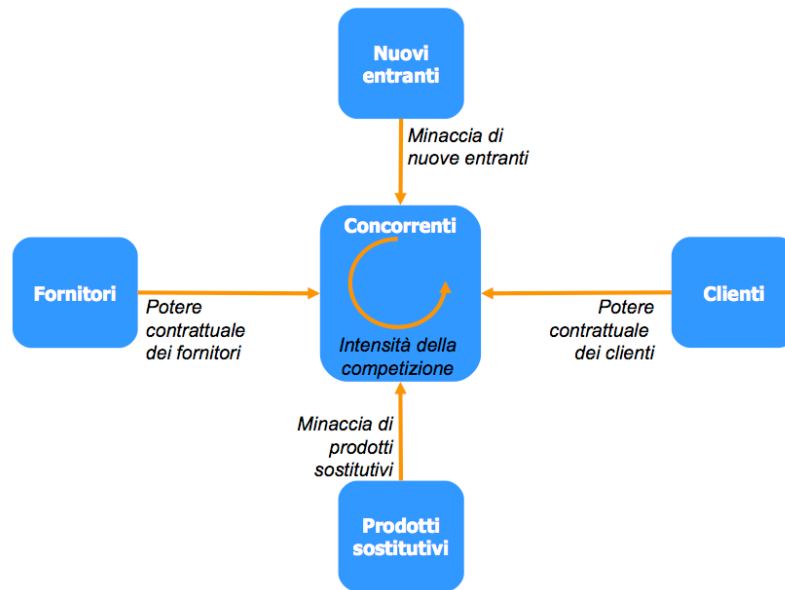 Nuovi
entranti
Minaccia di
nuove entranti
Concorrenti
Fornitori
Clienti
Potere
contrattuale
dei fornitori
Potere
contrattuale
dei clienti
Intensità della
competizione
Minaccia di
prodotti
sostitutivi
Prodotti
sostitutivi